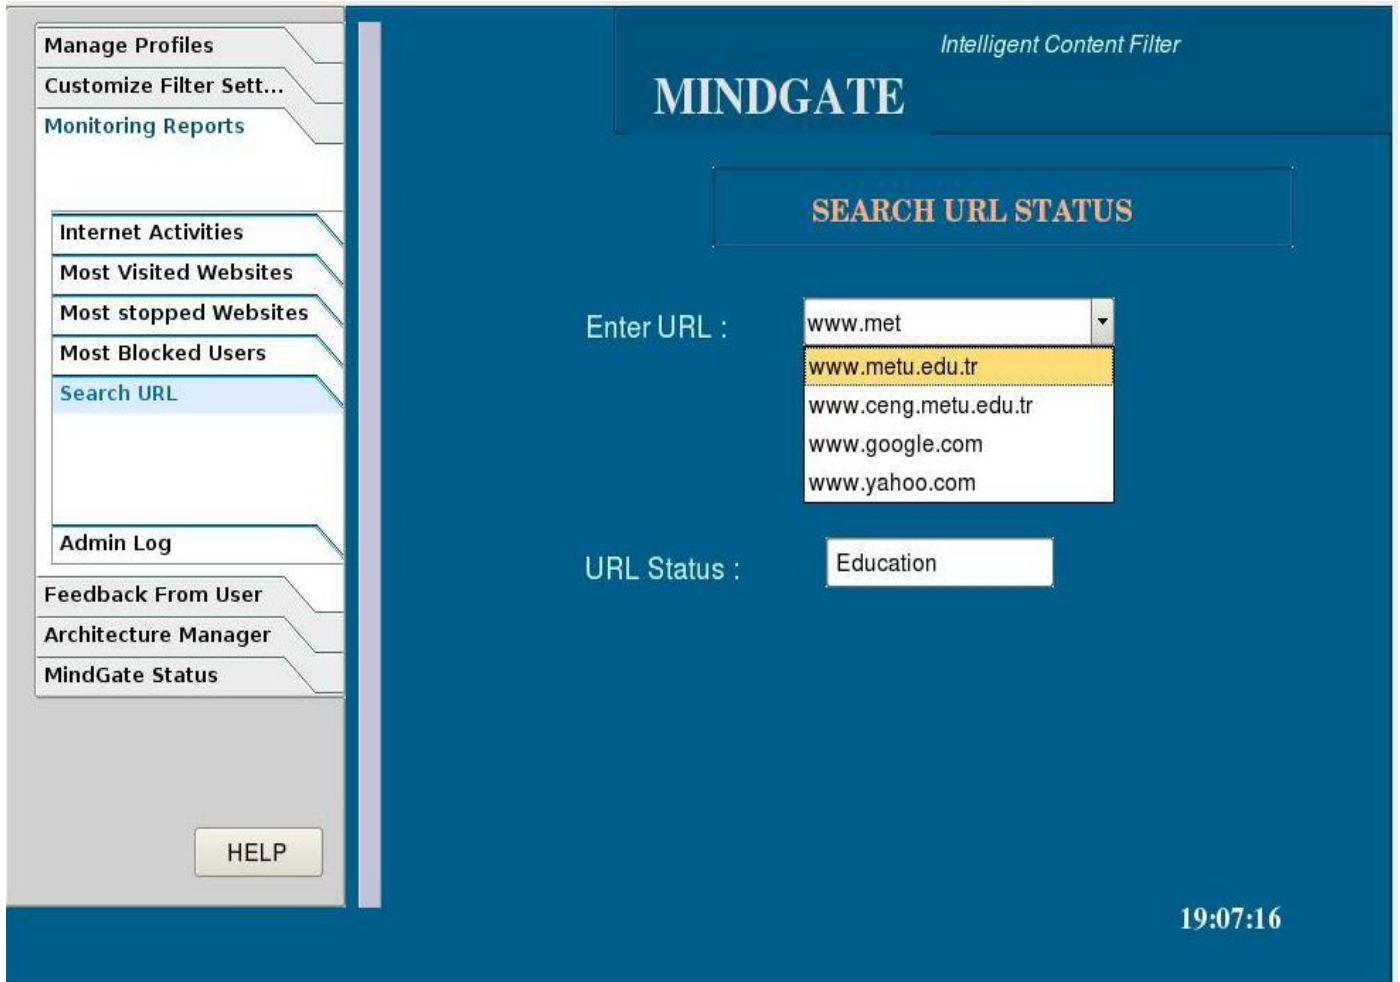 Manage Profiles
Customize Filter Sett...
Monitoring Reports
Internet Activities
Most Visited Websites
Most stopped Websites
Most Blocked Users
Search URL
Admin Log
Feedback From User
Architecture Manager
MindGate Status
HELP
Intelligent Content Filter
MINDGATE
SEARCH URL STATUS
Enter URL : www.met
www.metu.edu.tr
www.ceng.metu.edu.tr
www.google.com
www.yahoo.com
URL Status : Education
19:07:16